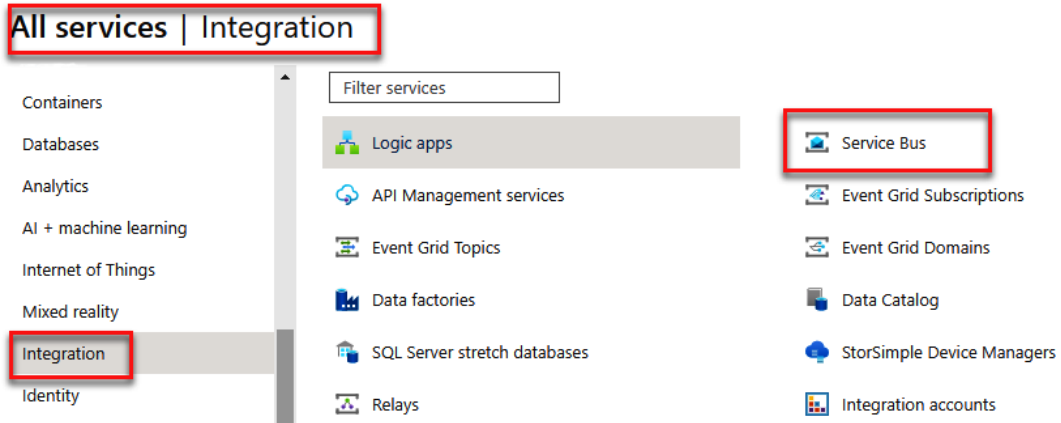 All services | Integration
Containers
Databases
Analytics
AI + machine learning
Internet of Things
Mixed reality
Integration
Identity
Filter services
Logic apps
API Management services
Event Grid Topics
Data factories
SQL Server stretch databases
Relays
Service Bus
Event Grid Subscriptions
Event Grid Domains
Data Catalog
StorSimple Device Managers
Integration accounts